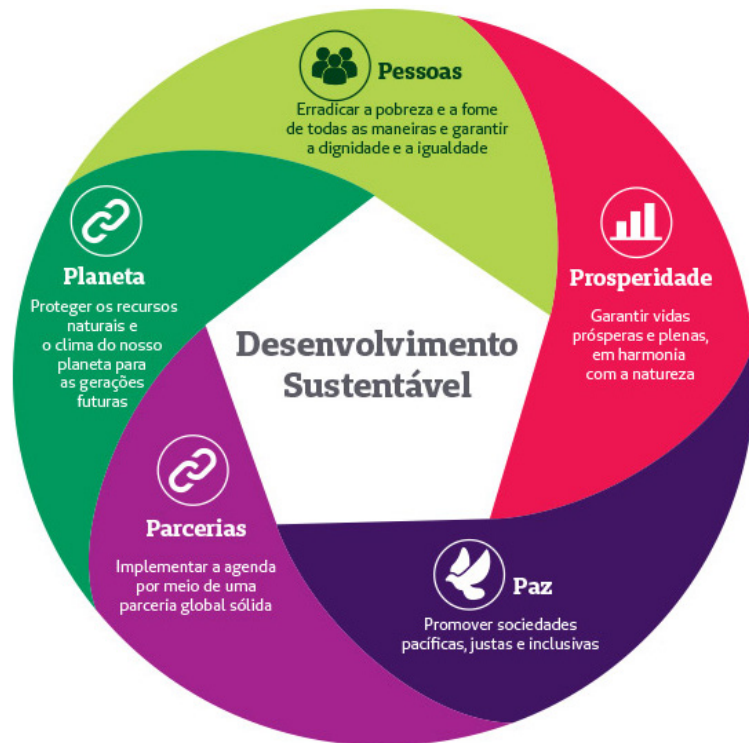 Pessoas
Erradicar a pobreza e a fome
de todas as maneiras e garantir
a dignidade e a igualdade
Prosperidade
Garantir vidas
prósperas e plenas,
em harmonia
com a natureza
Paz
Promover sociedades
pacíficas, justas e inclusivas
Parcerias
Implementar a agenda
por meio de uma
parceria global sólida
Planeta
Proteger os recursos
naturais e
o clima do nosso
planeta para
as gerações
futuras
Desenvolvimento
Sustentável